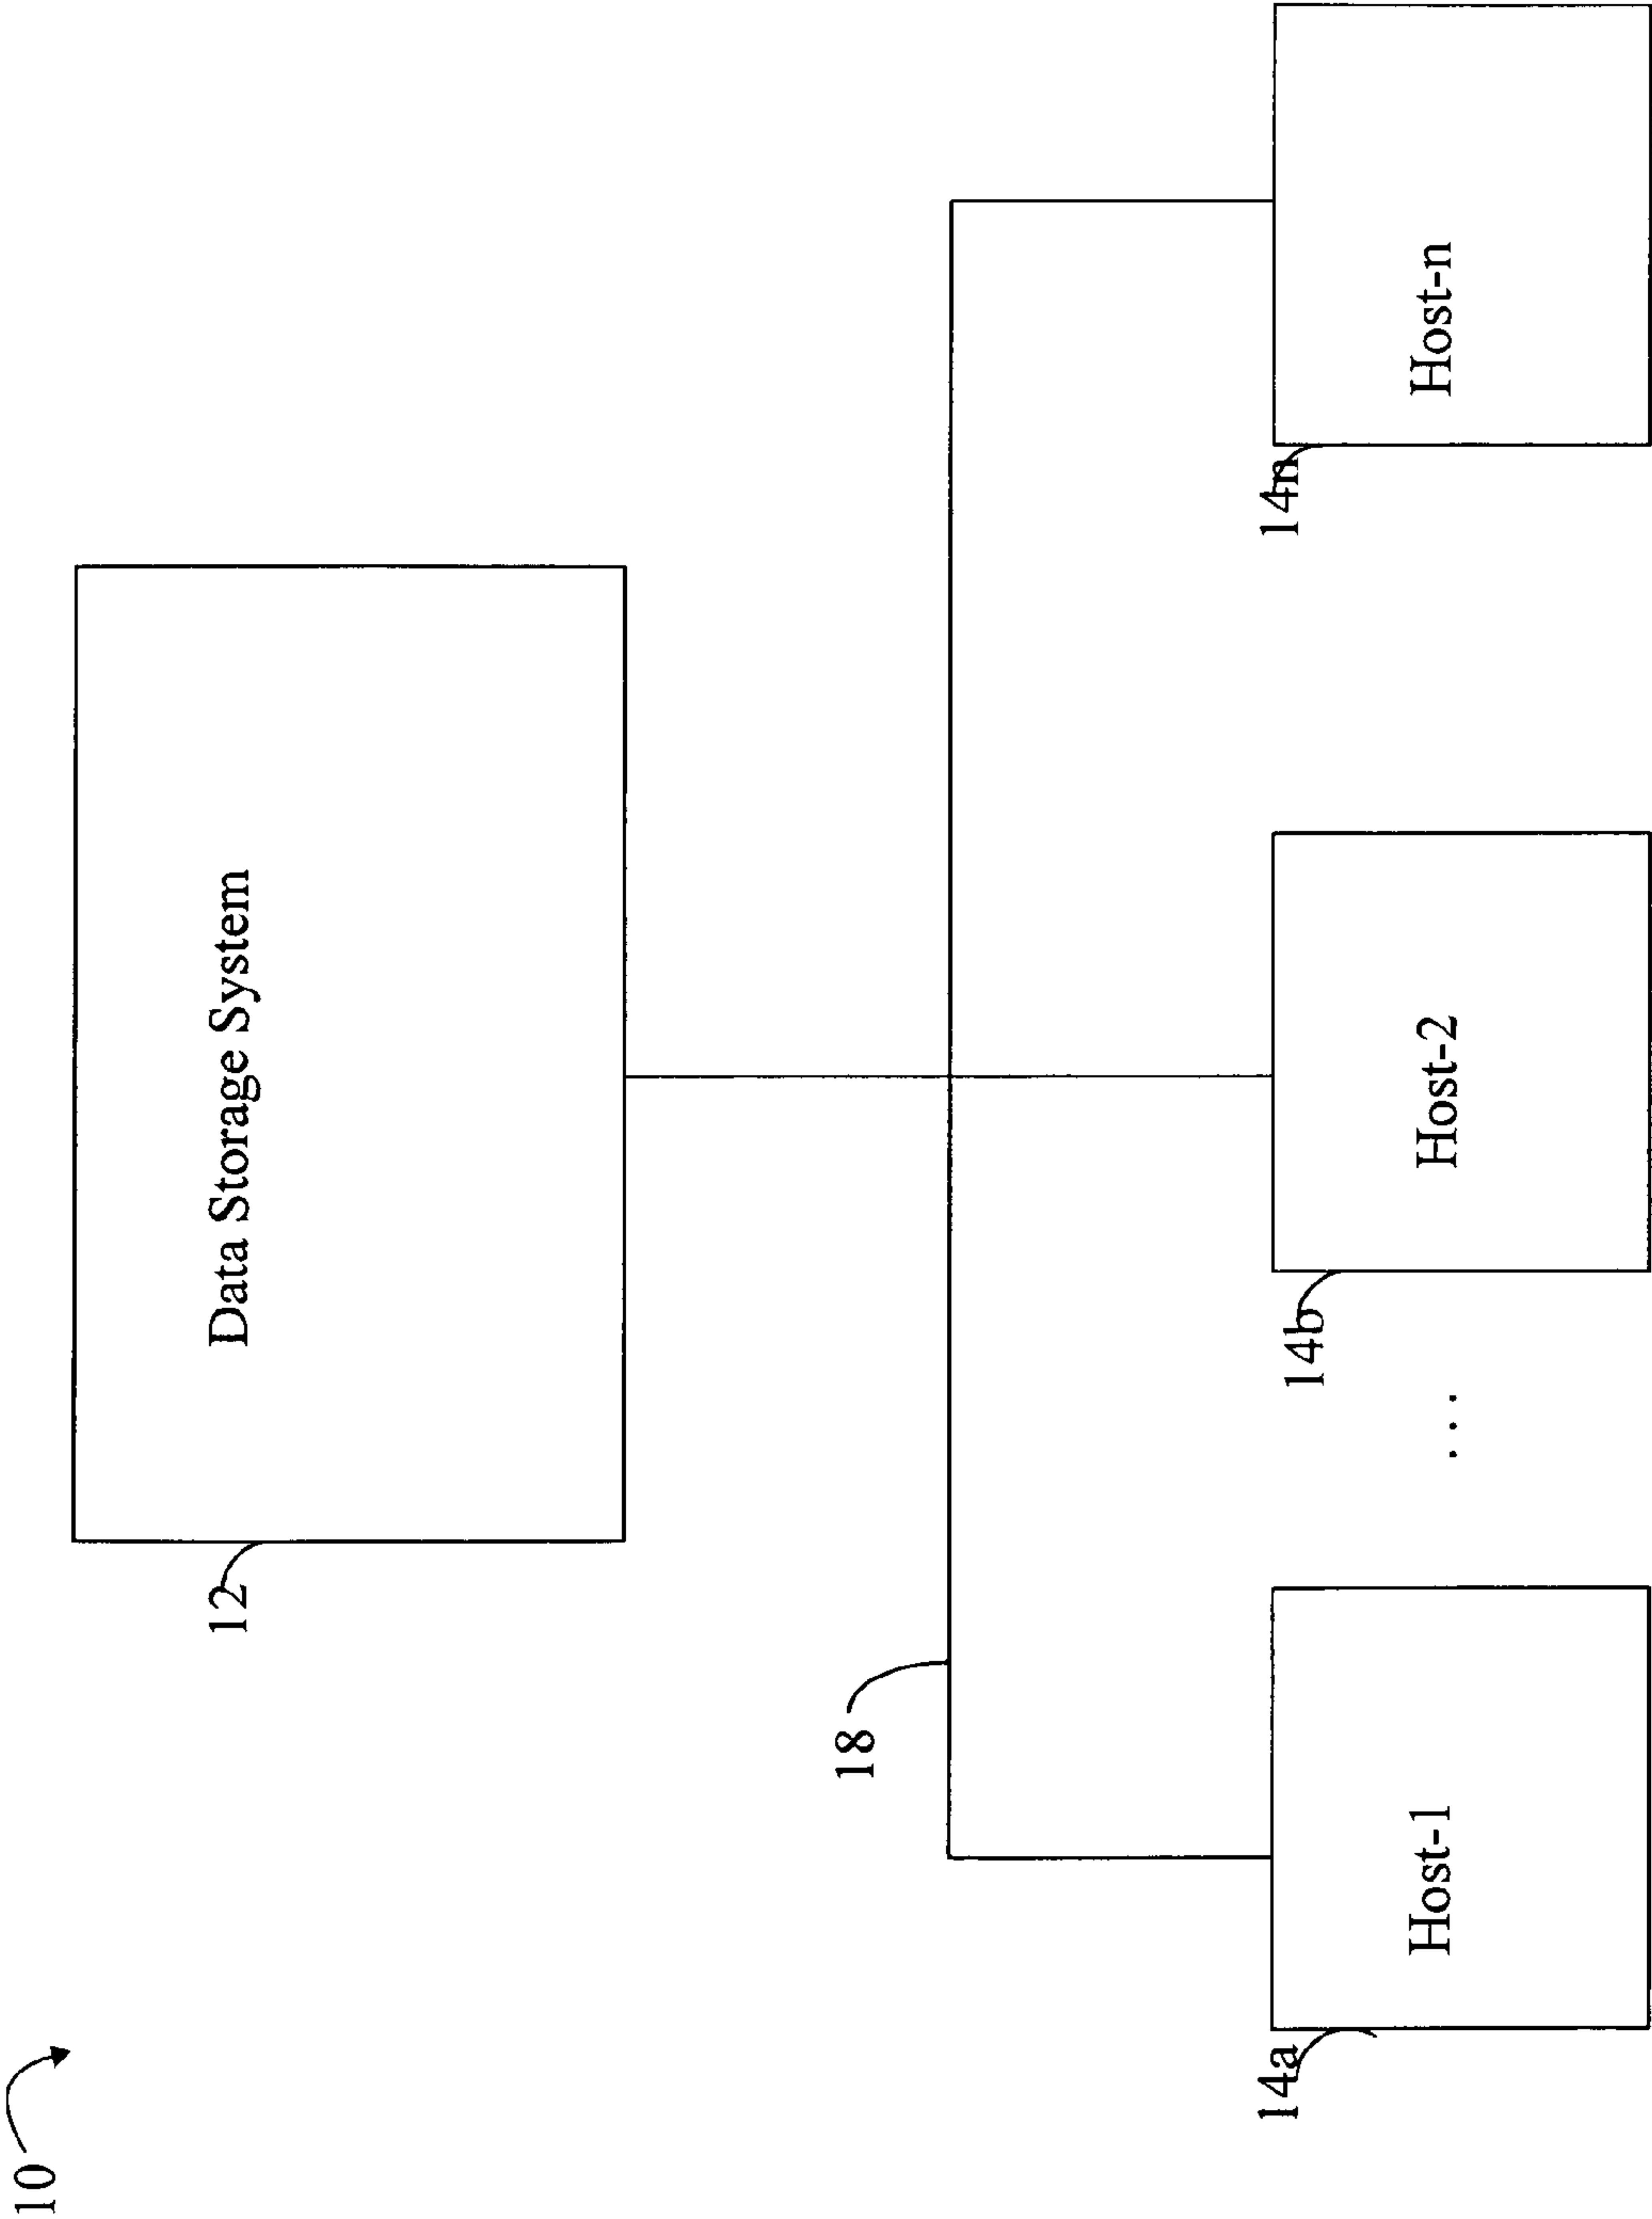 10
12
Data Storage System
18
14a
Host-1
...
14b
Host-2
14n
Host-n